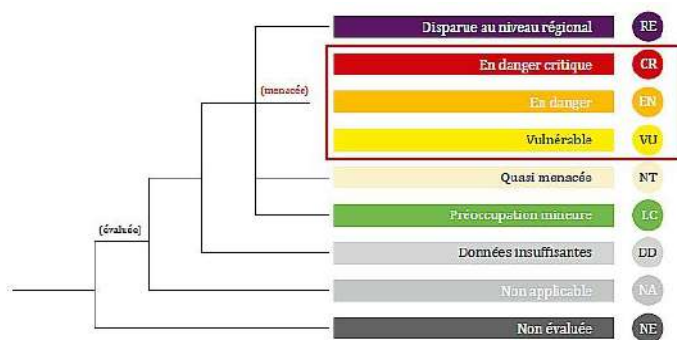 Disparue au niveau régional RE
En danger critique CR
(menacée)
En danger EN
Vulnérable VU
Quasi menacée NT
Préoccupation mineure LC
(évaluée)
Données insuffisantes DD
Non applicable NA
Non évaluée NE